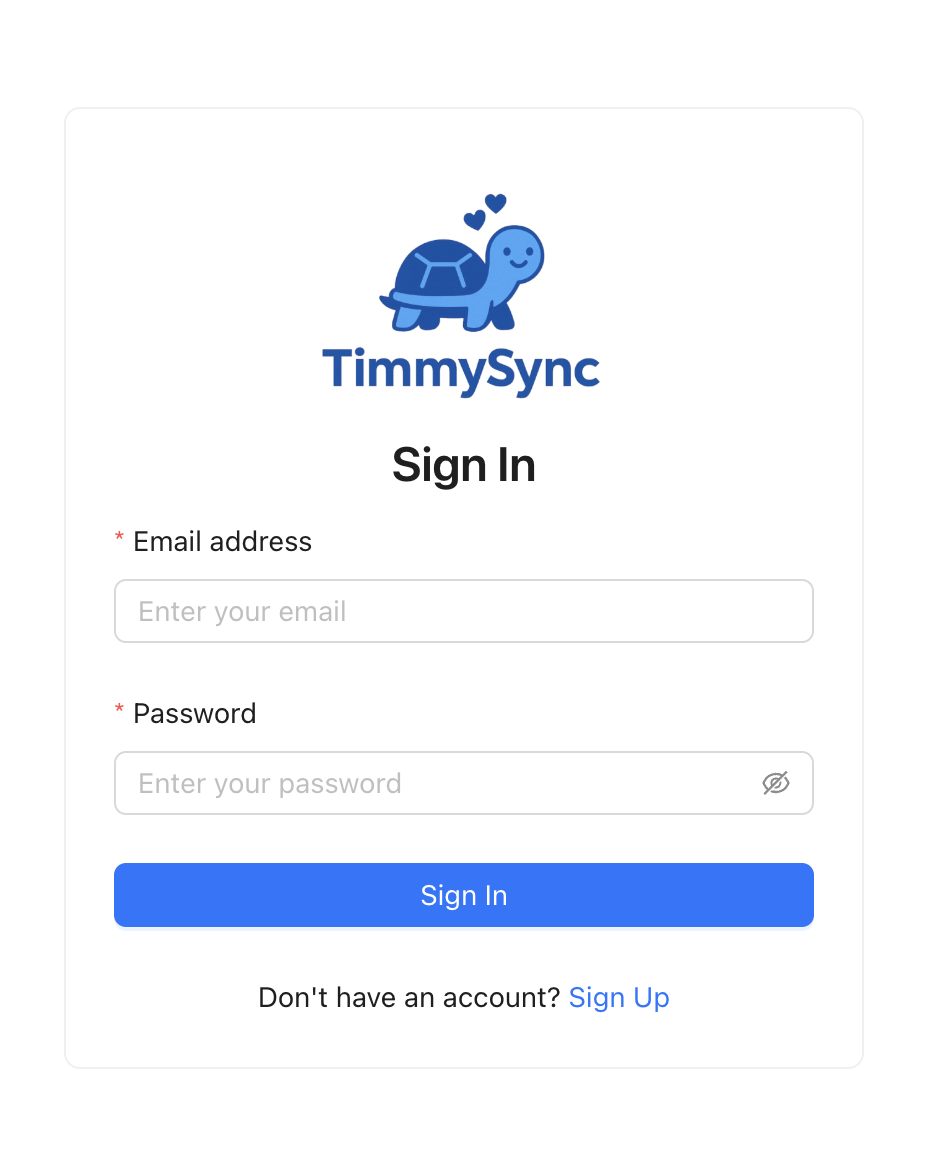 TimmySync
Sign In
* Email address
Enter your email
* Password
Enter your password
Sign In
Don't have an account? Sign Up